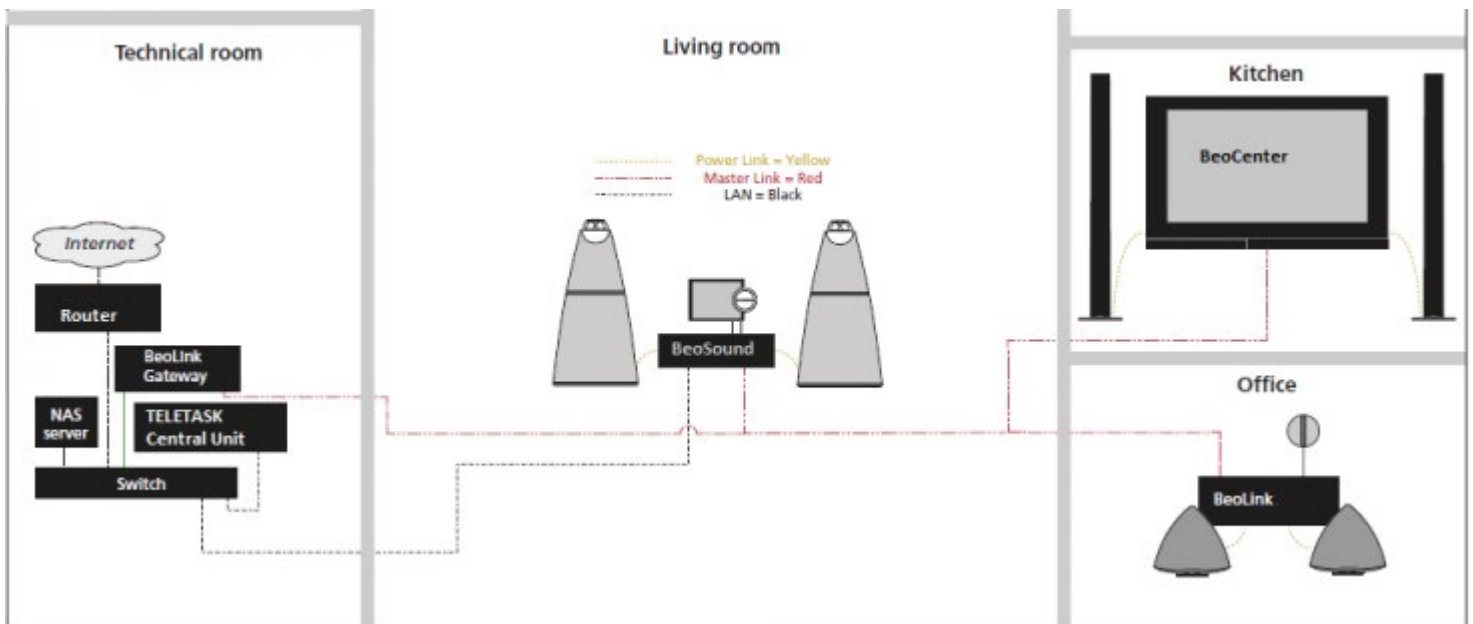 Technical room
Living room
Kitchen
BeoCenter
Power Link = Yellow
Master Link = Red
LAN = Black
Internet
Router
BeoLink
Gateway
BeoSound
NAS
server
TELETASK
Central Unit
Switch
Office
BeoLink